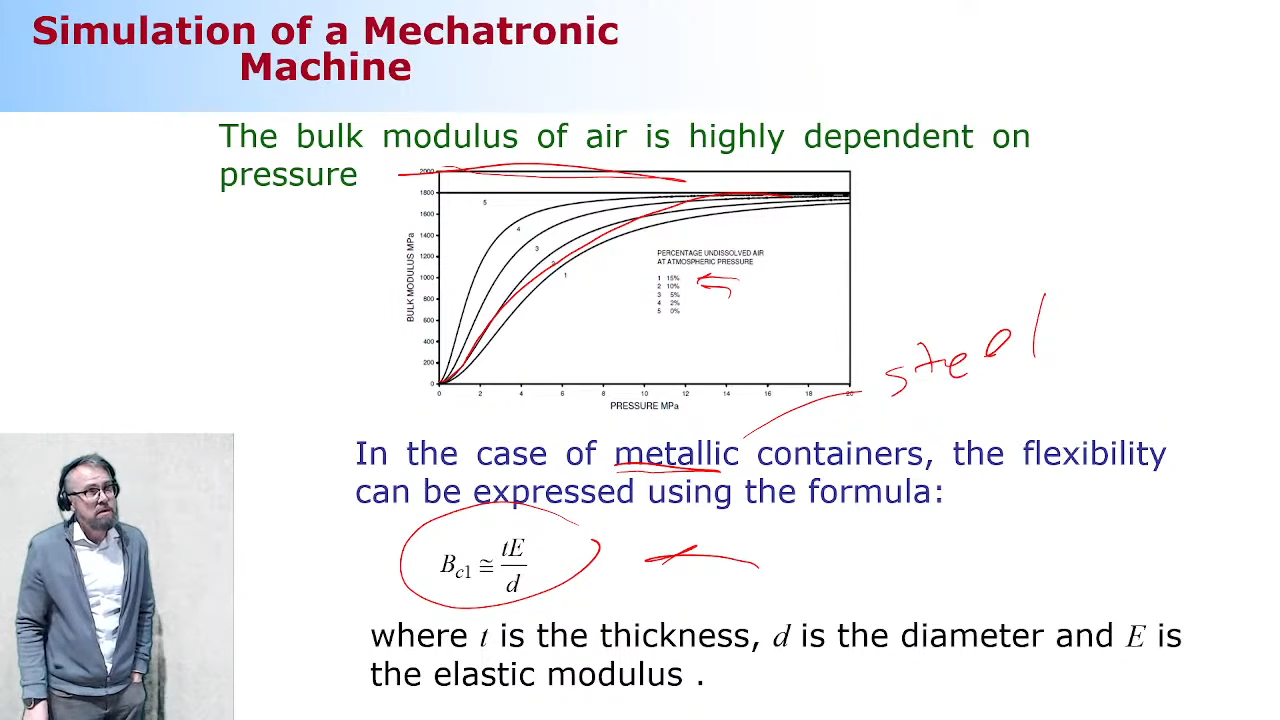 Simulation of a Mechatronic
Machine
The bulk modulus of air is highly dependent on
pressure
2000
1800
1600
1400
1200
1000
800
600
400
200
0
BULK MODULUS MPa
5
4
3
2
1
PERCENTAGE UNDISSOLVED AIR
AT ATMOSPHERIC PRESSURE
1 15%
2 10%
3 5%
4 2%
5 0%
0 2 4 6 8 10 12 14 16 18 20
PRESSURE MPa
steel
In the case of metallic containers, the flexibility
can be expressed using the formula:
B_{c1} ≅ tE/d
where t is the thickness, d is the diameter and E is
the elastic modulus .